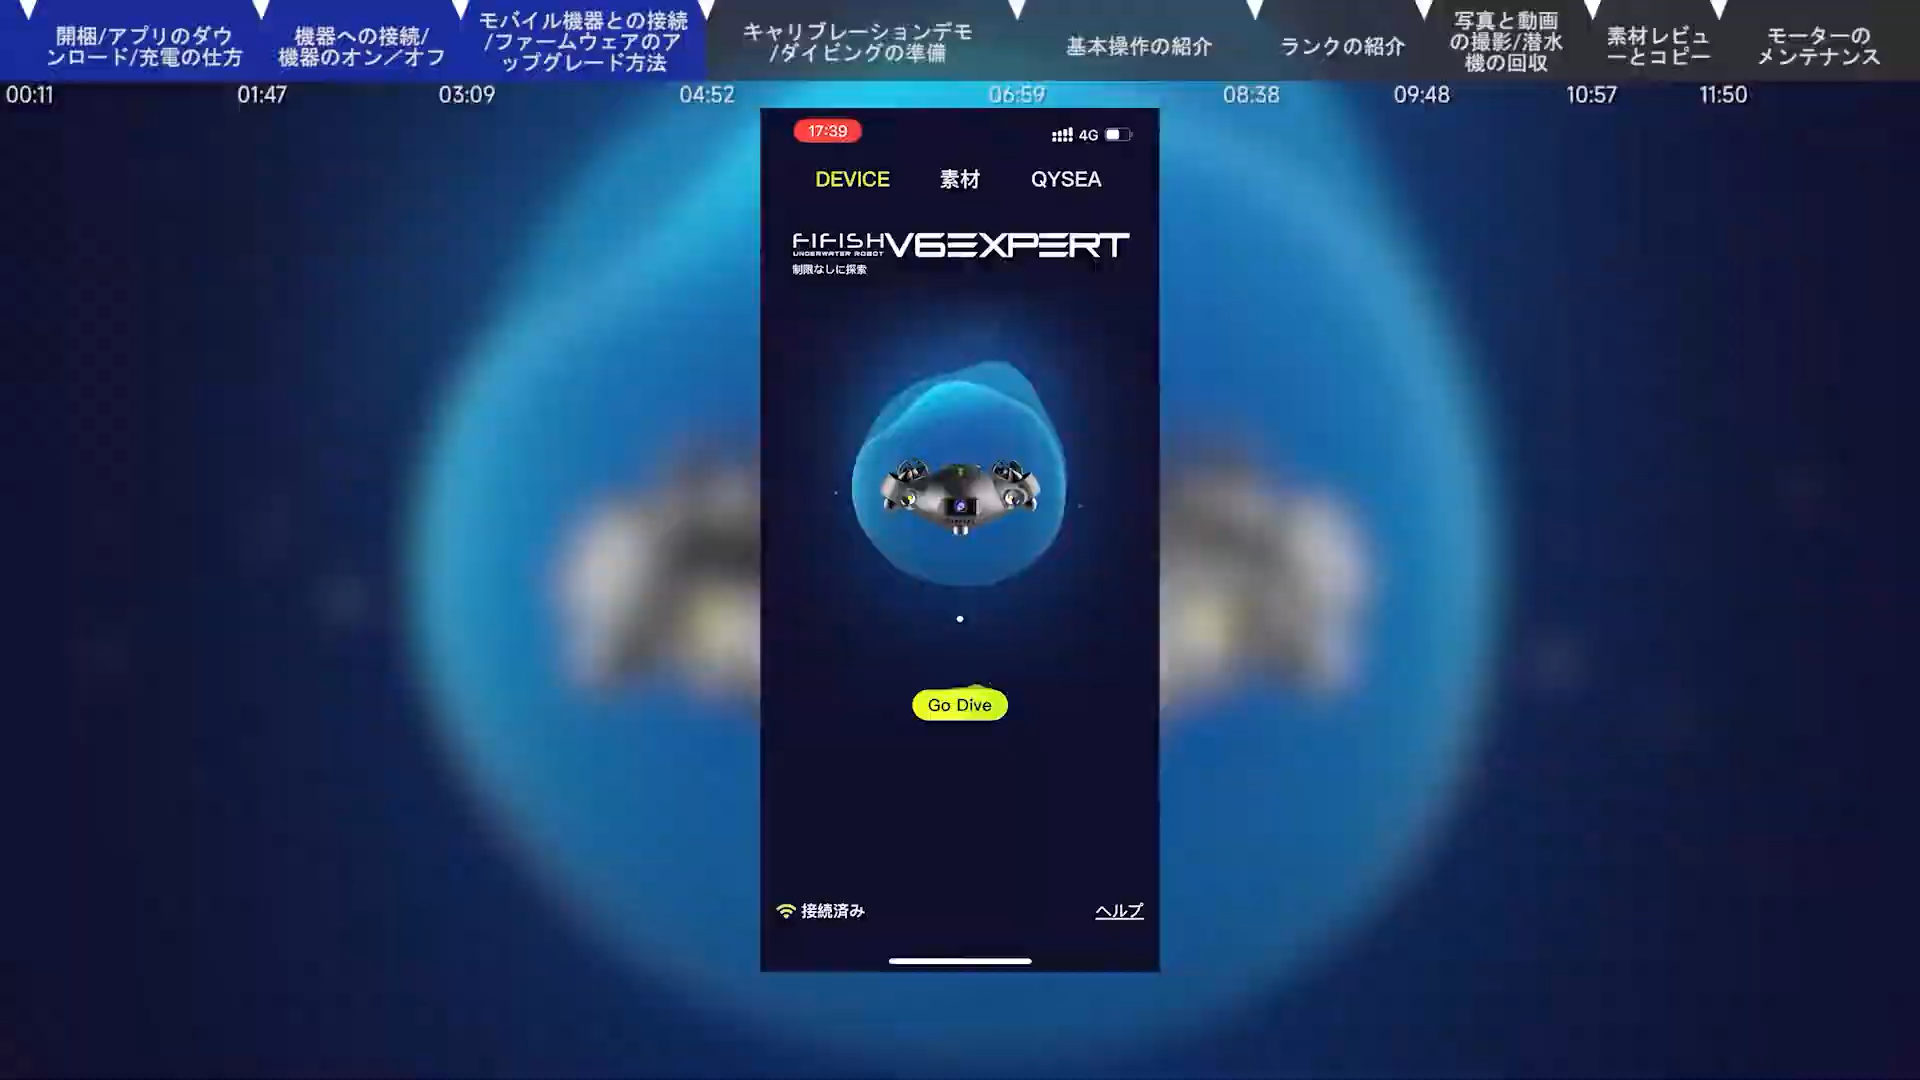 開梱/アプリのダウ
ンロード/充電の仕方
機器への接続/
機器のオン／オフ
モバイル機器との接続
/ファームウェアのア
ップグレード方法
キャリブレーションデモ
/ダイビングの準備
基本操作の紹介
ランクの紹介
写真と動画
の撮影/潜水
機の回収
素材レビュ
ーとコピー
モーターの
メンテナンス
00:11
01:47
03:09
04:52
06:59
08:38
09:48
10:57
11:50
17:39
4G
DEVICE
素材
QYSEA
FIFISH V6EXPERT
UNDERWATER ROBOT
制限なしに探索
Go Dive
接続済み
ヘルプ